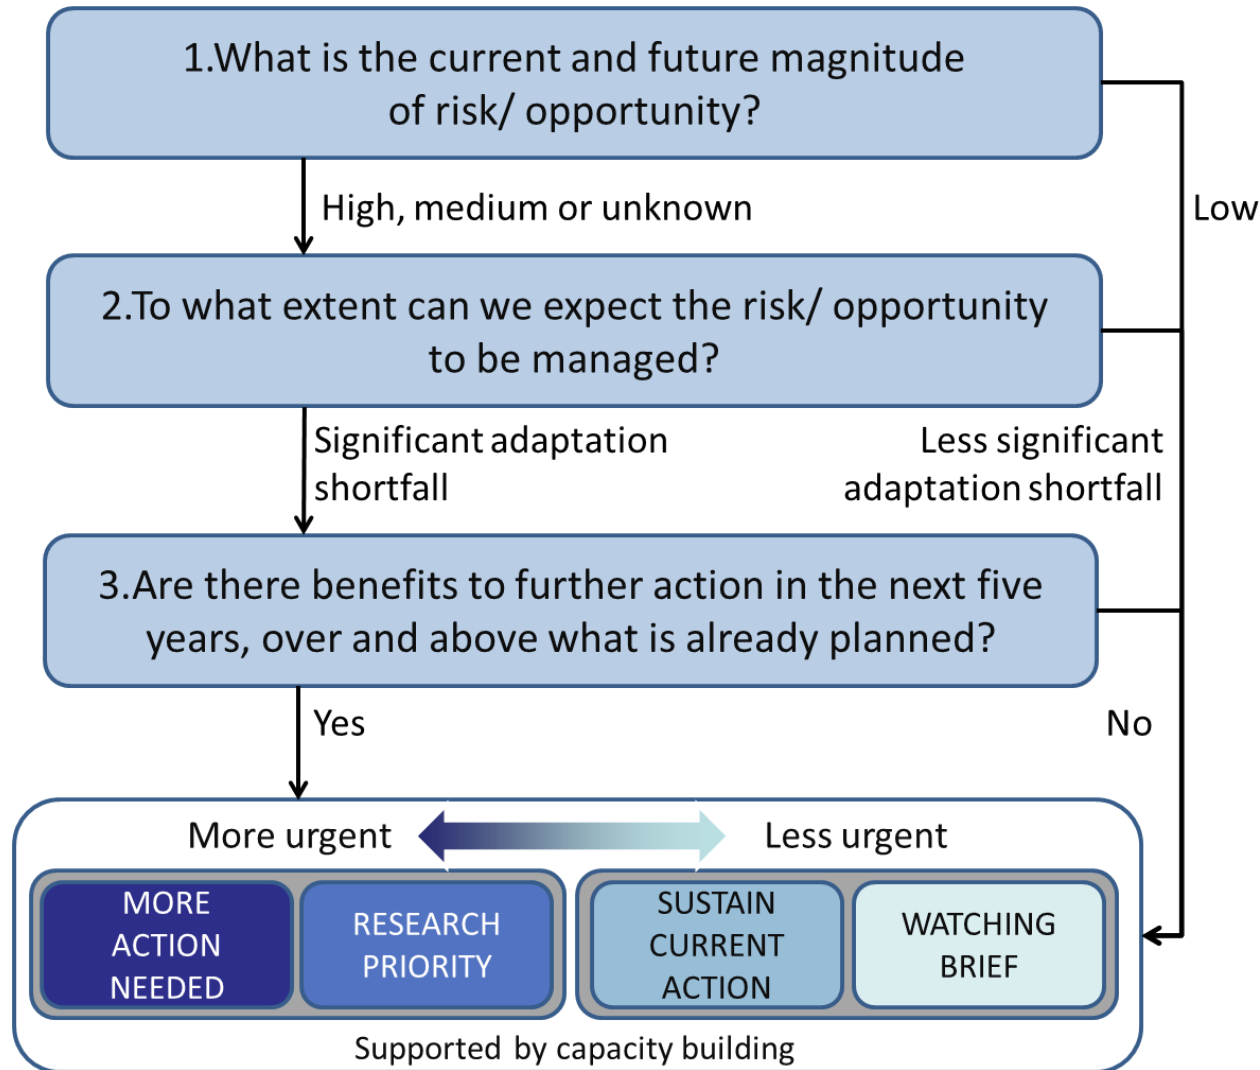 1.What is the current and future magnitude
of risk/ opportunity?
High, medium or unknown
Low
2.To what extent can we expect the risk/ opportunity
to be managed?
Significant adaptation
shortfall
Less significant
adaptation shortfall
3.Are there benefits to further action in the next five
years, over and above what is already planned?
Yes
No
More urgent
Less urgent
MORE
ACTION
NEEDED
RESEARCH
PRIORITY
SUSTAIN
CURRENT
ACTION
WATCHING
BRIEF
Supported by capacity building